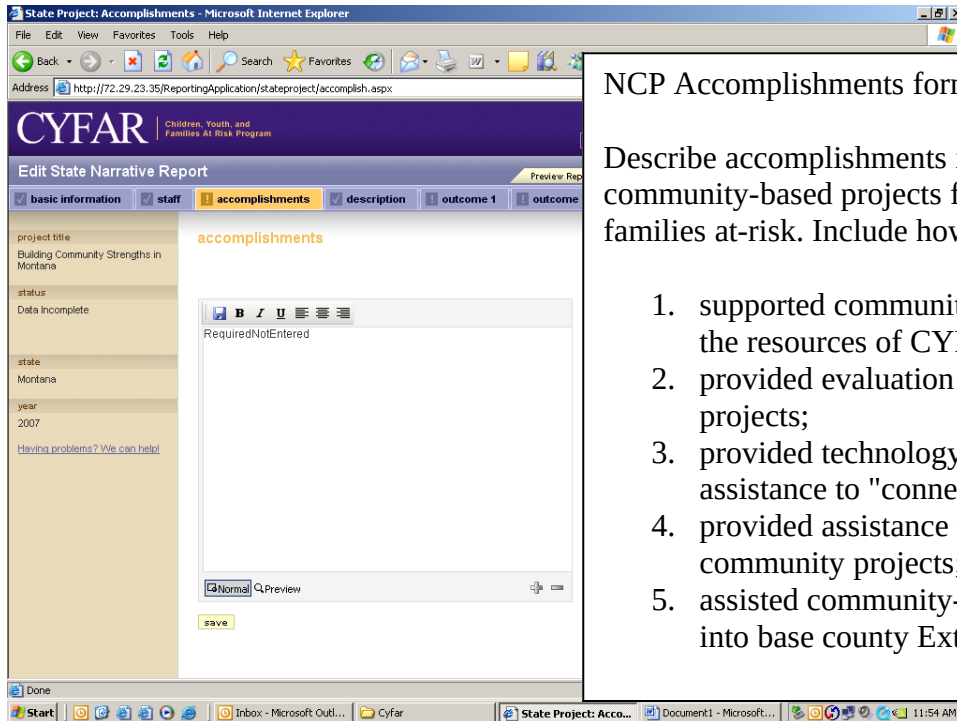 State Project: Accomplishments - Microsoft Internet Explorer
File Edit View Favorites Tools Help
Back Search Favorites
Address http://72.29.23.35/ReportingApplication/stateproject/accomplish.aspx
CYFAR Children, Youth, and
Families At Risk Program
Edit State Narrative Report
Preview Rep
basic information staff accomplishments description outcome 1 outcome
project title
Building Community Strengths in
Montana
status
Data Incomplete
state
Montana
year
2007
Having problems? We can help!
accomplishments
B I U
RequiredNotEntered
Normal Preview
save
NCP Accomplishments for
Describe accomplishments
community-based projects
families at-risk. Include how
1. supported communit
the resources of CY
2. provided evaluation
projects;
3. provided technology
assistance to "conne
4. provided assistance
community projects
5. assisted community-
into base county Ext
Done
Start Inbox - Microsoft Outl... Cyfar State Project: Acco... Document1 - Microsoft... 11:54 AM